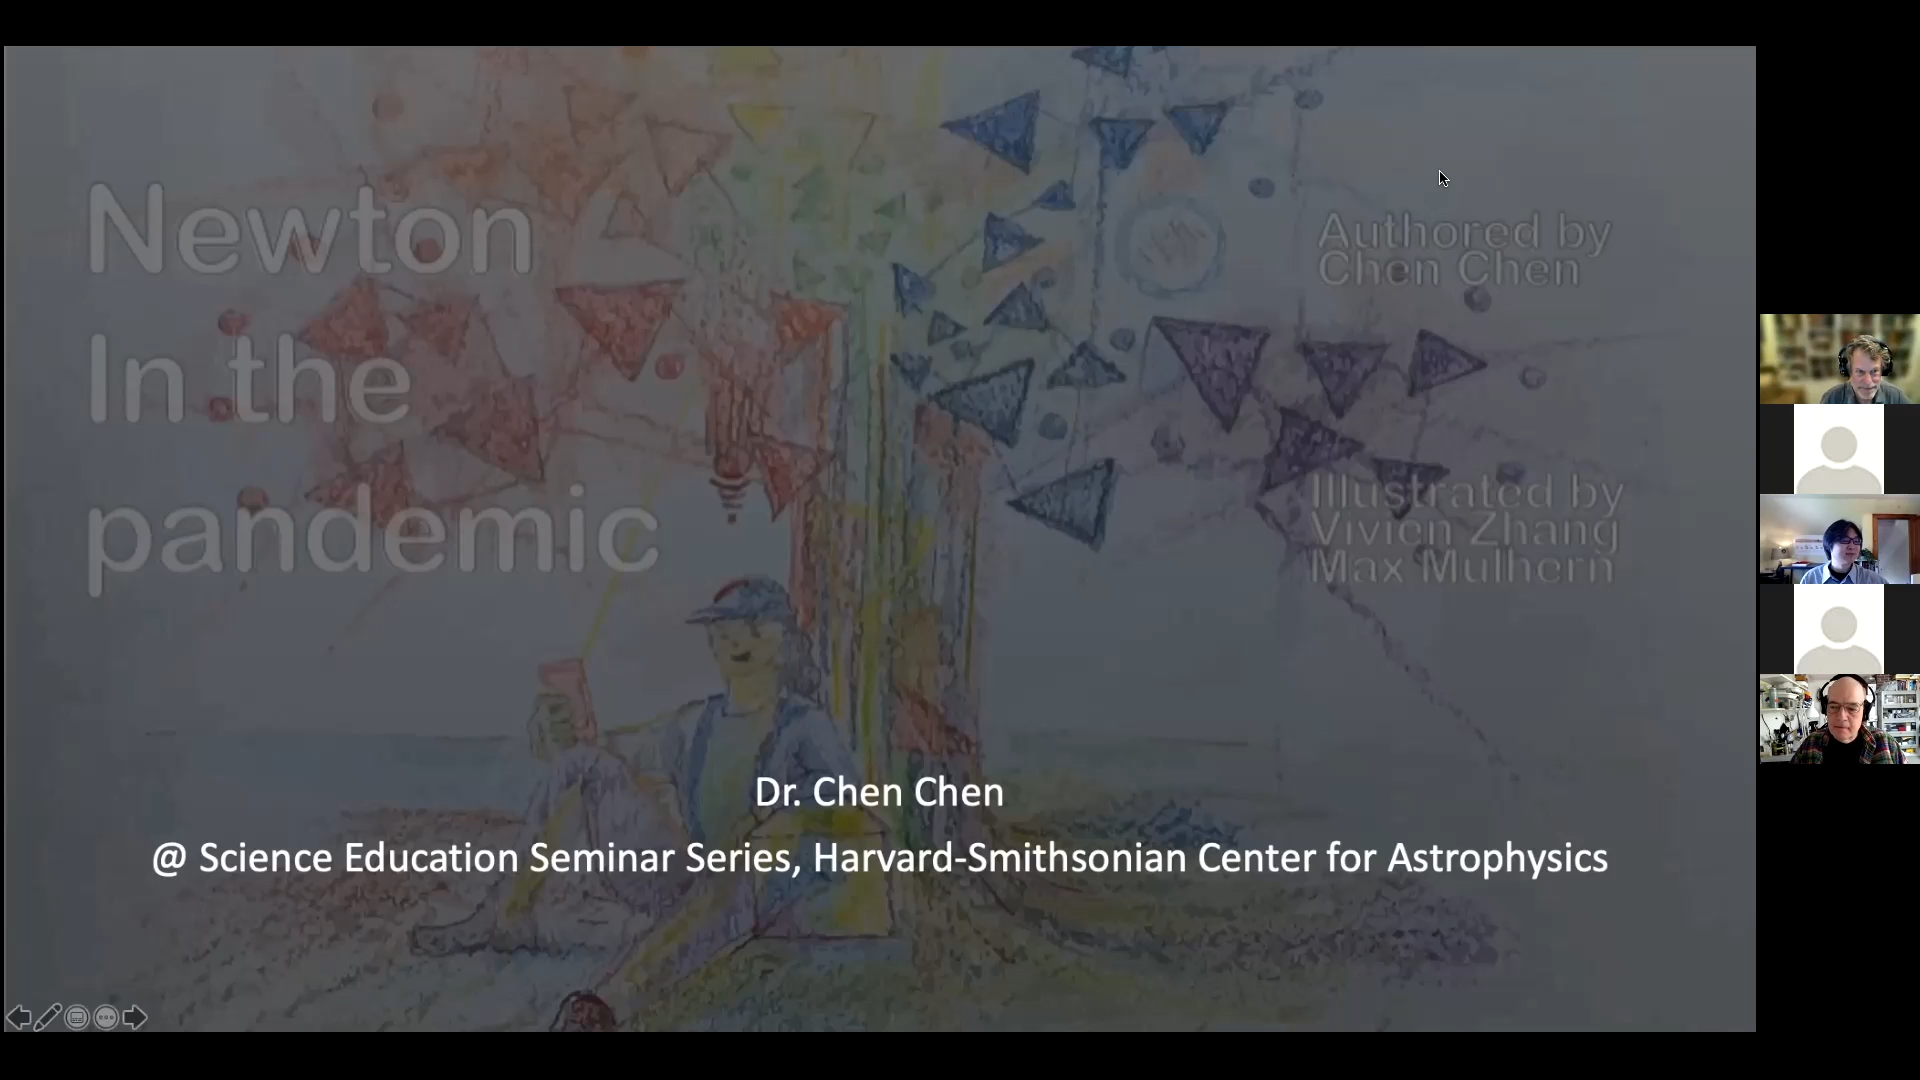 Newton
In the
pandemic
Authored by
Chen Chen
Illustrated by
Vivien Zhang
Max Mulhern
Dr. Chen Chen
@ Science Education Seminar Series, Harvard-Smithsonian Center for Astrophysics